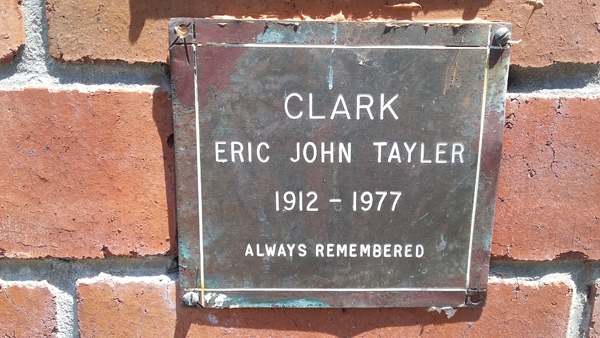 CLARK
ERIC JOHN TAYLER
1912 - 1977
ALWAYS REMEMBERED